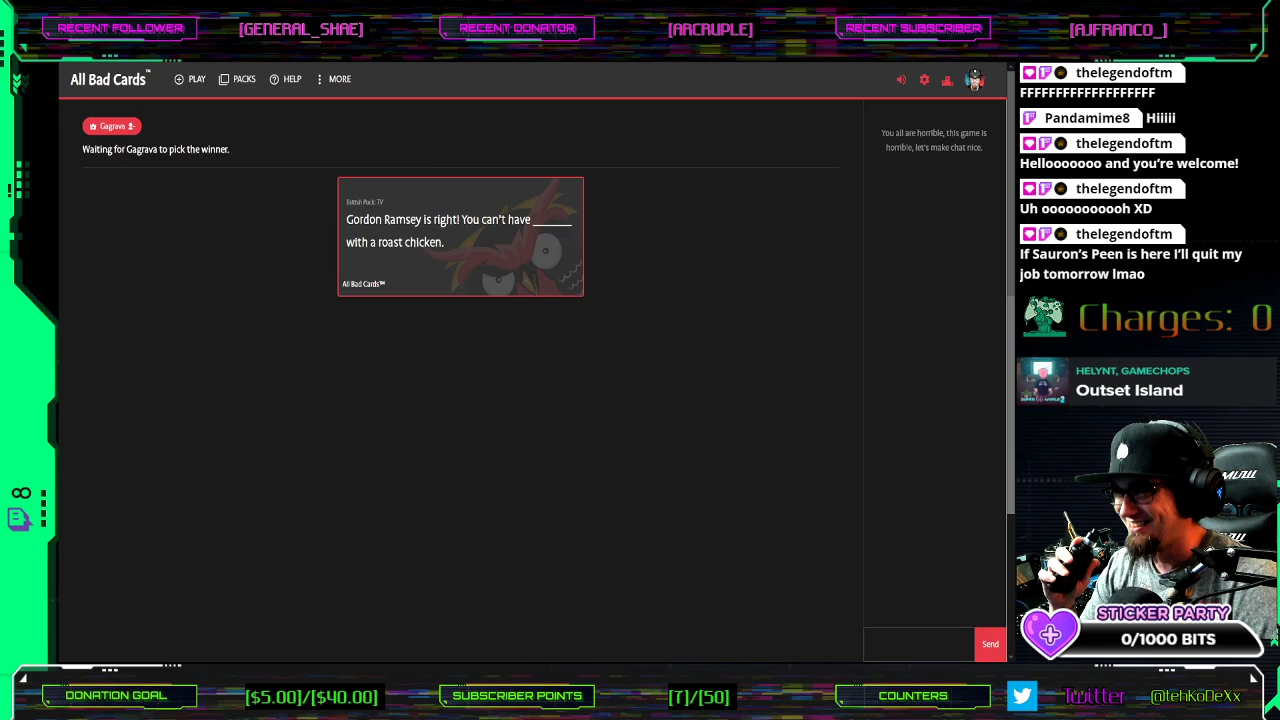 RECENT FOLLOWER
[GENERAL_SHAE]
RECENT DONATOR
[ARCRUPLE]
RECENT SUBSCRIBER
[AJFRANCO_]
All Bad Cards™
PLAY
PACKS
HELP
MORE
Gagrava
Waiting for Gagrava to pick the winner.
British Pack: TV
Gordon Ramsey is right! You can't have ______
with a roast chicken.
All Bad Cards™
You all are horrible, this game is
horrible, let's make chat nice.
Send
thelegendoftm
FFFFFFFFFFFFFFFFFFF
Pandamime8 Hiiiii
thelegendoftm
Hellooooooo and you're welcome!
thelegendoftm
Uh ooooooooooh XD
thelegendoftm
If Sauron's Peen is here I'll quit my
job tomorrow lmao
Charges: 0
HELYNT, GAMECHOPS
Outset Island
STICKER PARTY
0/1000 BITS
DONATION GOAL
[$5.00]/[$40.00]
SUBSCRIBER POINTS
[7]/[50]
COUNTERS
Twitter
@tehKoDeXx